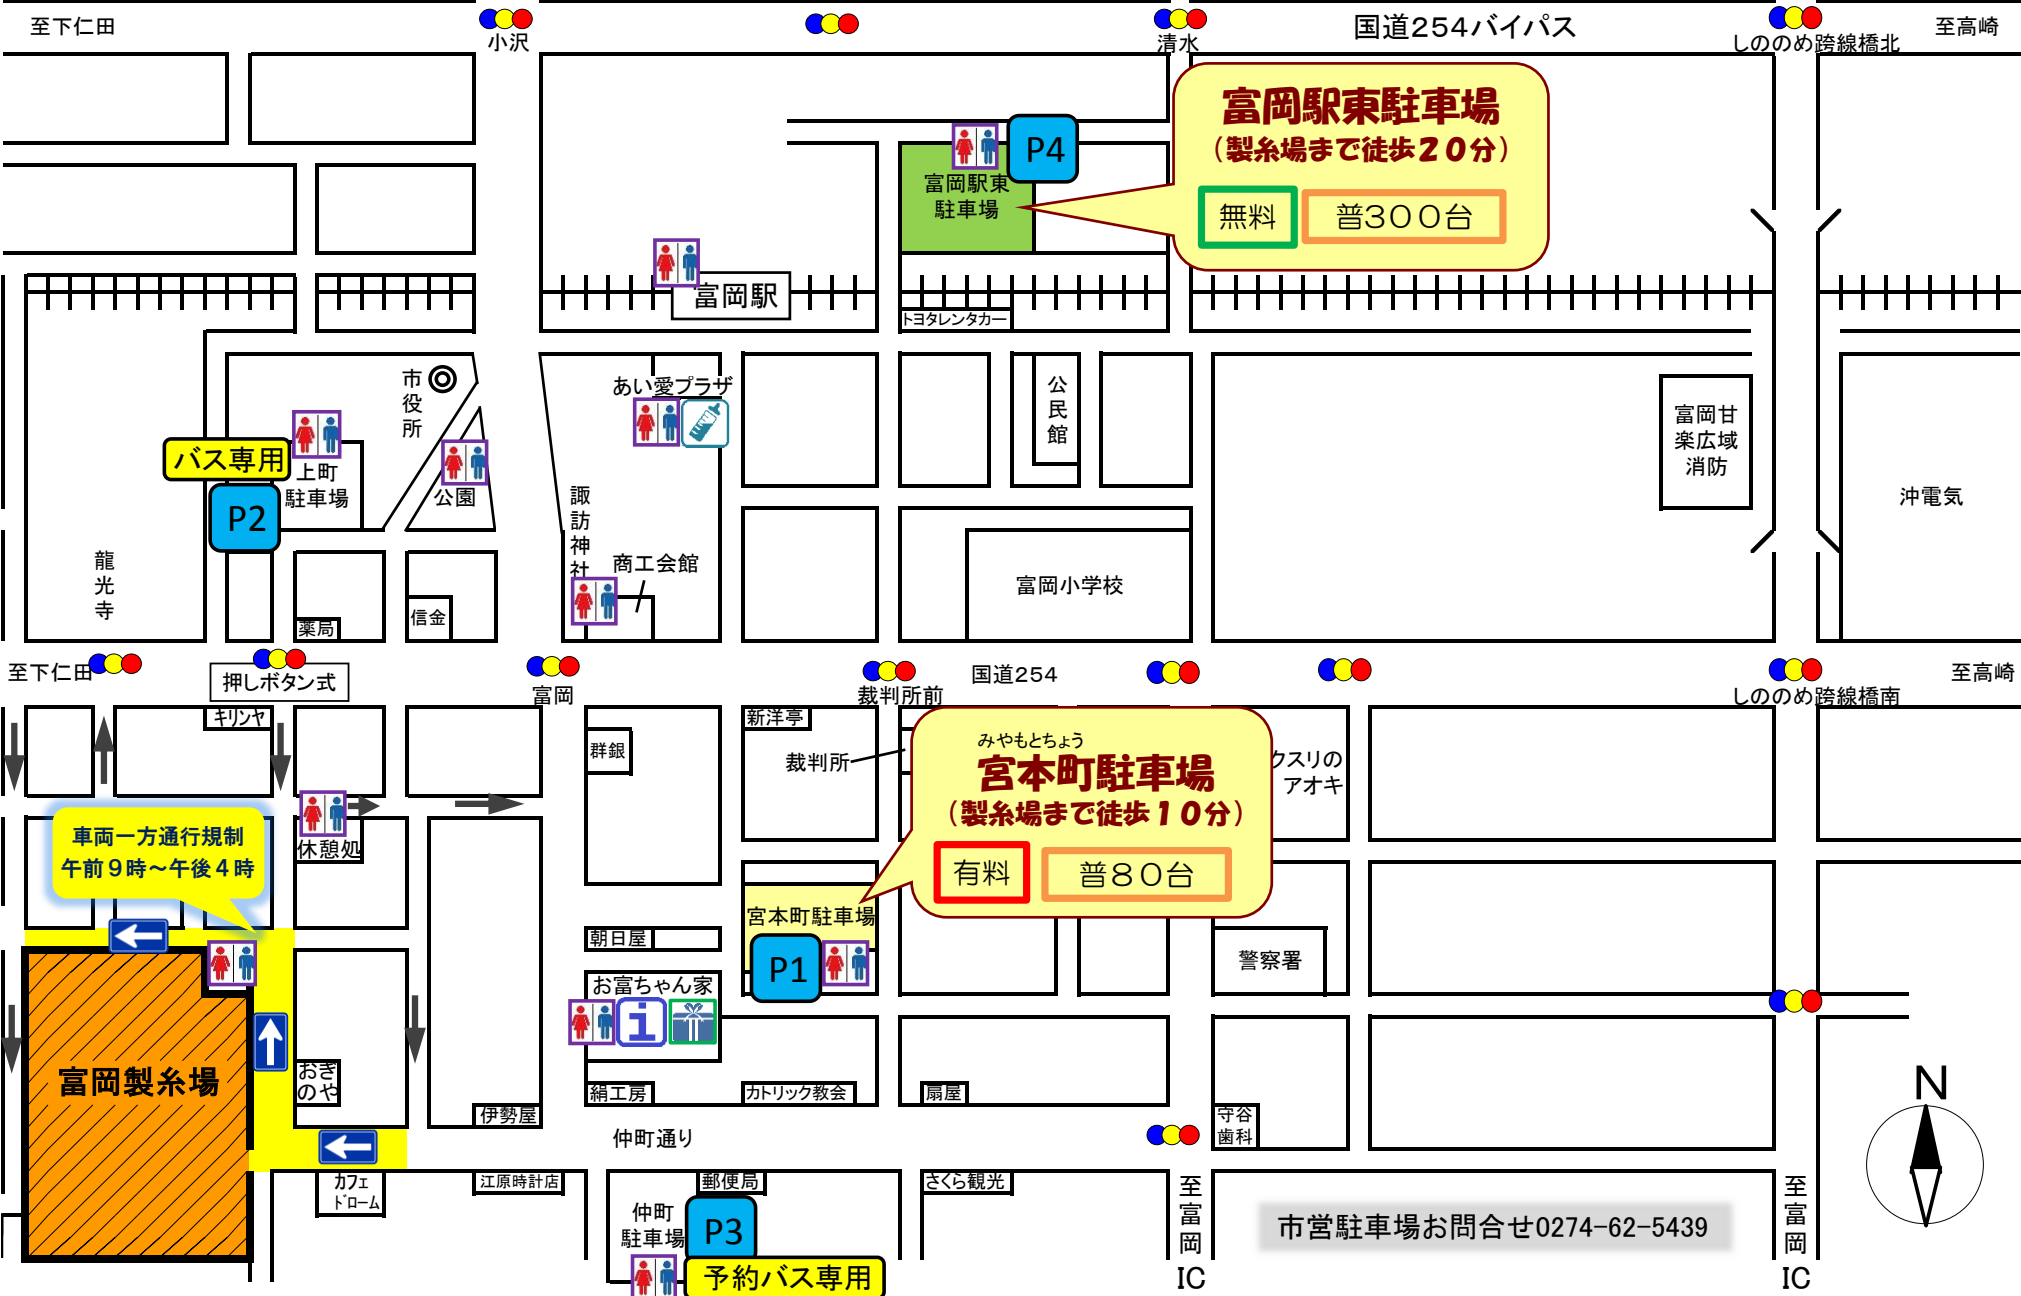 至下仁田
小沢
清水
国道254バイパス
しののめ跨線橋北
至高崎
富岡駅東駐車場
(製糸場まで徒歩20分)
無料
普300台
P4
富岡駅東
駐車場
富岡駅
トヨタレンタカー
市役所
あい愛プラザ
公民館
富岡甘
楽広域
消防
沖電気
バス専用
上町
駐車場
P2
公園
諏訪神社
商工会館
龍光寺
富岡小学校
薬局
信金
至下仁田
押しボタン式
富岡
裁判所前
国道254
しののめ跨線橋南
至高崎
キリンヤ
群銀
新洋亭
裁判所
みやもとちょう
宮本町駐車場
(製糸場まで徒歩10分)
有料
普80台
クスリの
アオキ
車両一方通行規制
午前9時～午後4時
休憩処
宮本町駐車場
P1
朝日屋
お富ちゃん家
i
警察署
富岡製糸場
おぎ
のや
伊勢屋
絹工房
カトリック教会
扇屋
守谷
歯科
仲町通り
カフェ
ドローム
江原時計店
郵便局
さくら観光
仲町
駐車場
P3
予約バス専用
至富岡
IC
市営駐車場お問合せ0274-62-5439
至富岡
IC
N